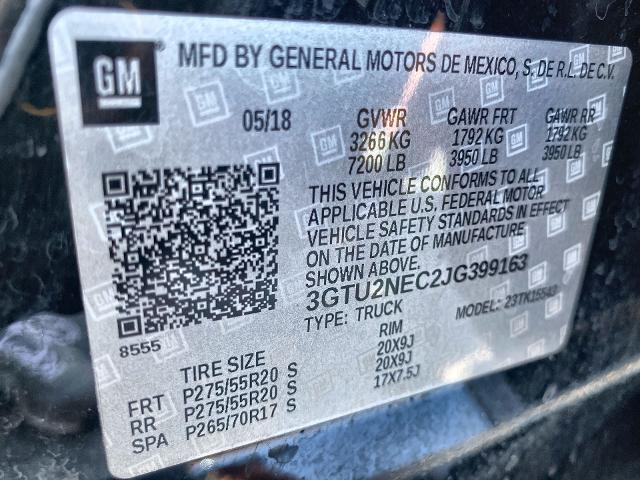 GM
MFD BY GENERAL MOTORS DE MEXICO, S. DE R.L. DE C.V.
05/18 GVWR GAWR FRT GAWR RR
3266 KG 1792 KG 1792 KG
7200 LB 3950 LB 3950 LB
THIS VEHICLE CONFORMS TO ALL
APPLICABLE U.S. FEDERAL MOTOR
VEHICLE SAFETY STANDARDS IN EFFECT
ON THE DATE OF MANUFACTURE
SHOWN ABOVE.
3GTU2NEC2JG399163
TYPE: TRUCK MODEL: 23TK15543
8555
TIRE SIZE RIM
FRT P275/55R20 S 20X9J
RR P275/55R20 S 20X9J
SPA P265/70R17 S 17X7.5J